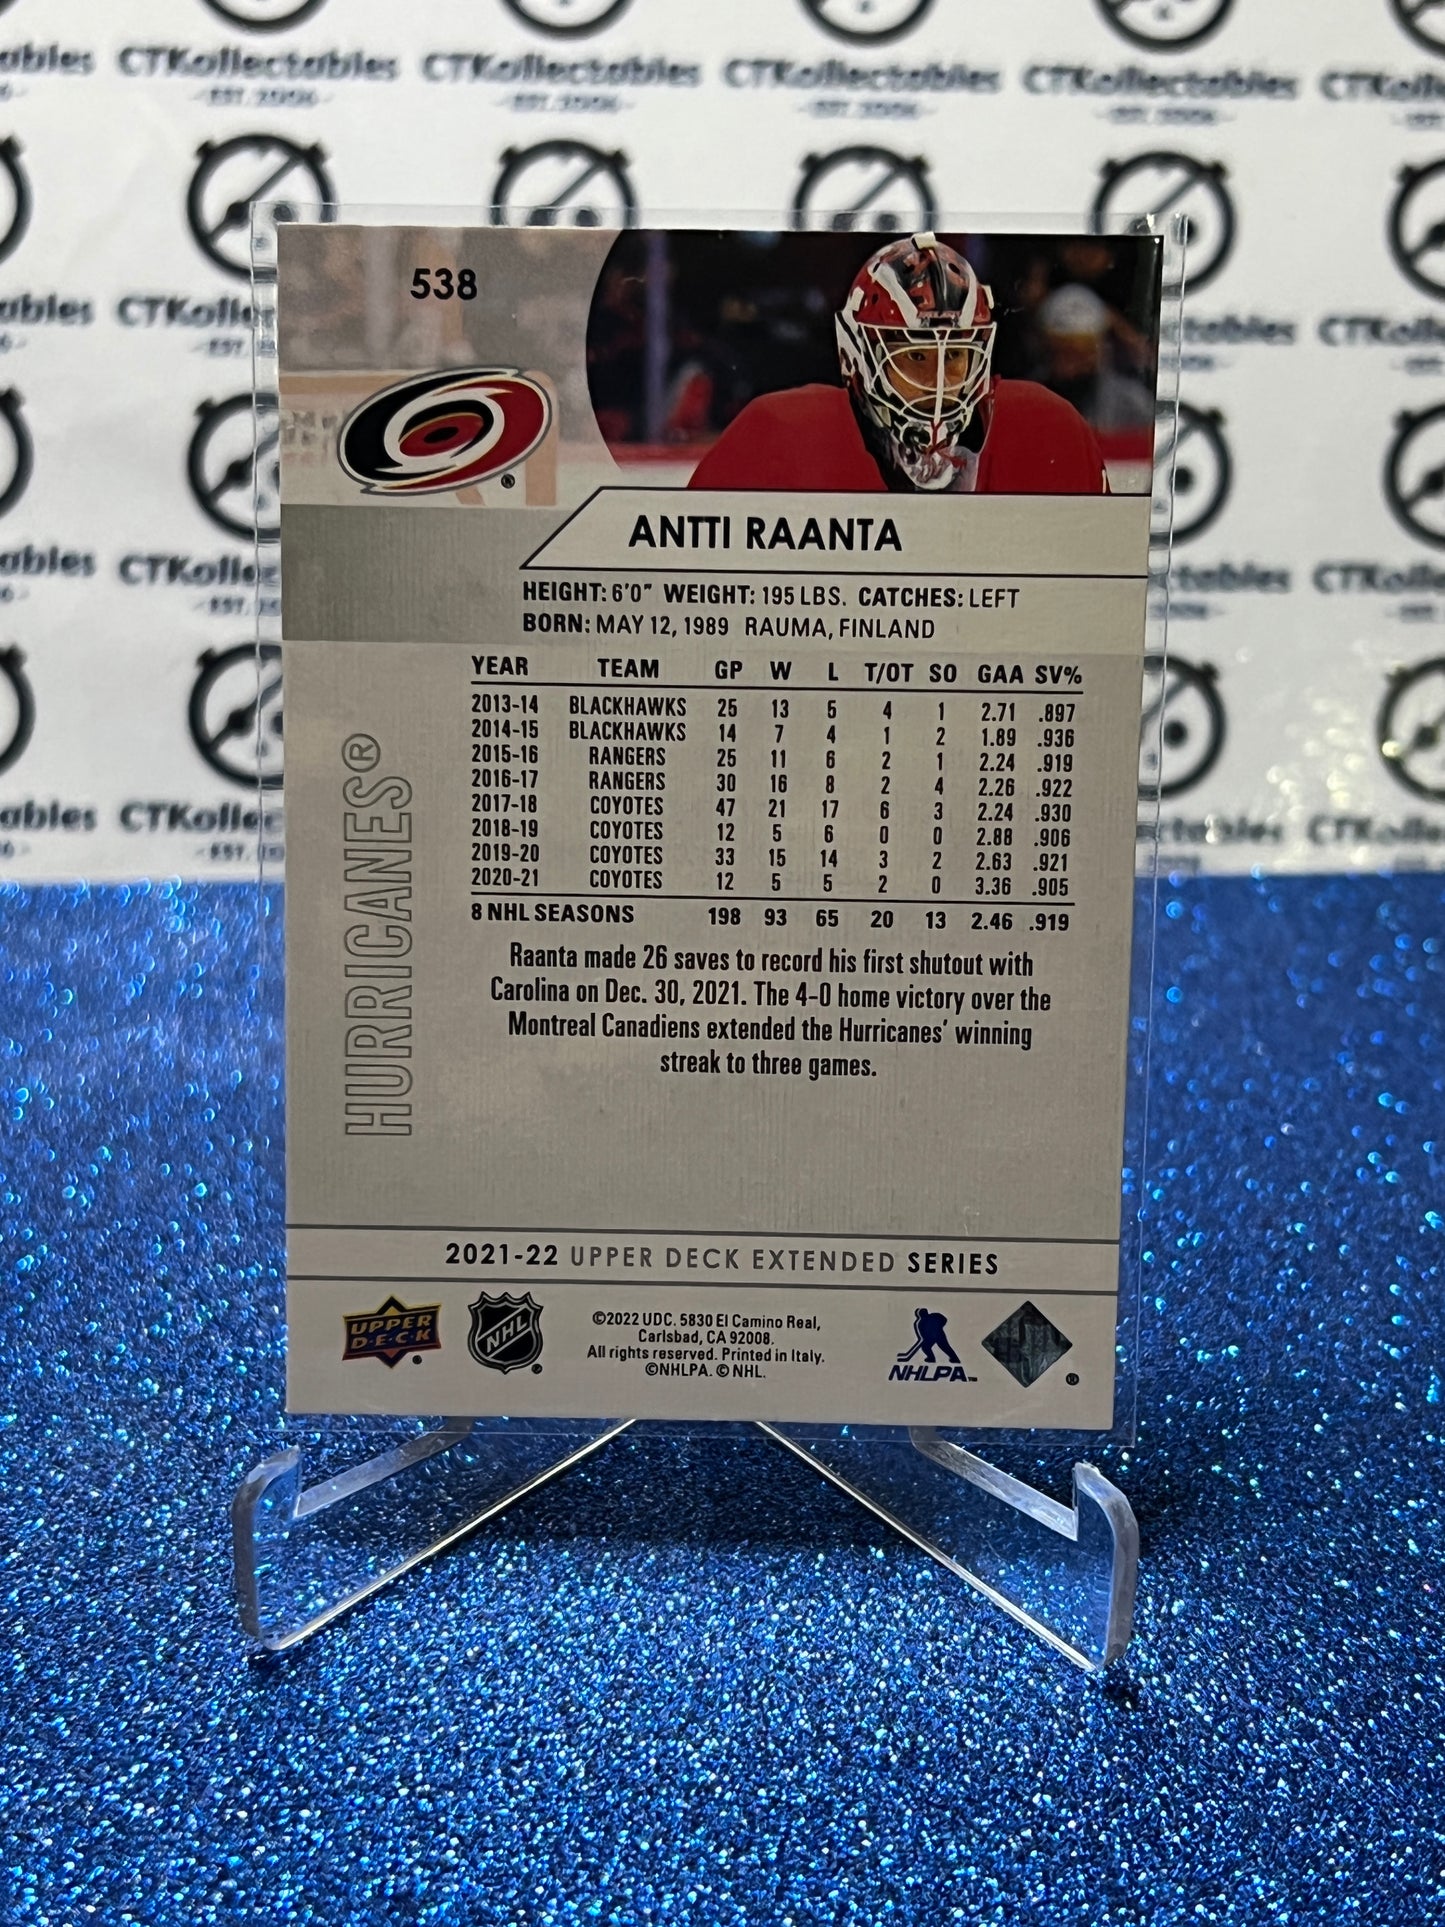 CTKollectables CTKollectables CTKollectables CTKollectables
EST. 2006
538
ANTTI RAANTA
HEIGHT: 6'0" WEIGHT: 195 LBS. CATCHES: LEFT
BORN: MAY 12, 1989 RAUMA, FINLAND
YEAR TEAM GP W L T/OT SO GAA SV%
2013-14 BLACKHAWKS 25 13 5 4 1 2.71 .897
2014-15 BLACKHAWKS 14 7 4 1 2 1.89 .936
2015-16 RANGERS 25 11 6 2 1 2.24 .919
2016-17 RANGERS 30 16 8 2 4 2.26 .922
2017-18 COYOTES 47 21 17 6 3 2.24 .930
2018-19 COYOTES 12 5 6 0 0 2.88 .906
2019-20 COYOTES 33 15 14 3 2 2.63 .921
2020-21 COYOTES 12 5 5 2 0 3.36 .905
8 NHL SEASONS 198 93 65 20 13 2.46 .919
HURRICANES®
Raanta made 26 saves to record his first shutout with
Carolina on Dec. 30, 2021. The 4-0 home victory over the
Montreal Canadiens extended the Hurricanes' winning
streak to three games.
2021-22 UPPER DECK EXTENDED SERIES
UPPER
D·E·C·K
NHL
©2022 UDC. 5830 El Camino Real,
Carlsbad, CA 92008.
All rights reserved. Printed in Italy.
©NHLPA. © NHL.
NHLPA™